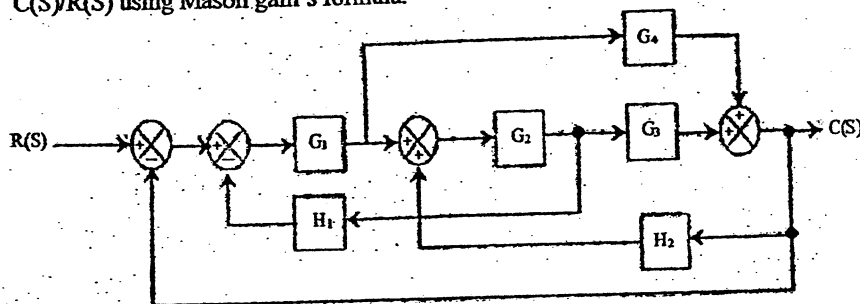 C(S)/R(S) using Mason gain's formula.
G₄
R(S)
+
−
+
−
G₁
+
+
G₂
G₃
+
+
C(S)
H₁
H₂